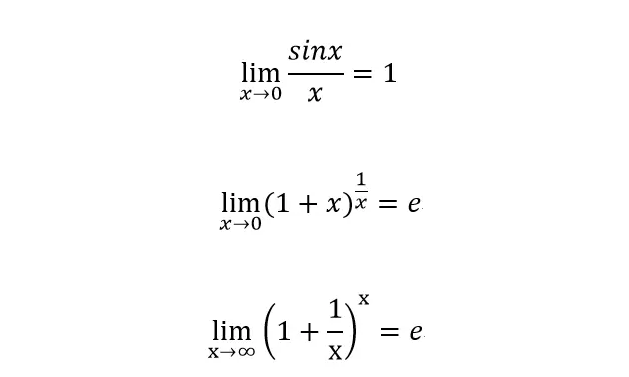 lim_{x→0} sinx/x = 1
lim_{x→0} (1 + x)^{1/x} = e
lim_{x→∞} (1 + 1/x)^x = e